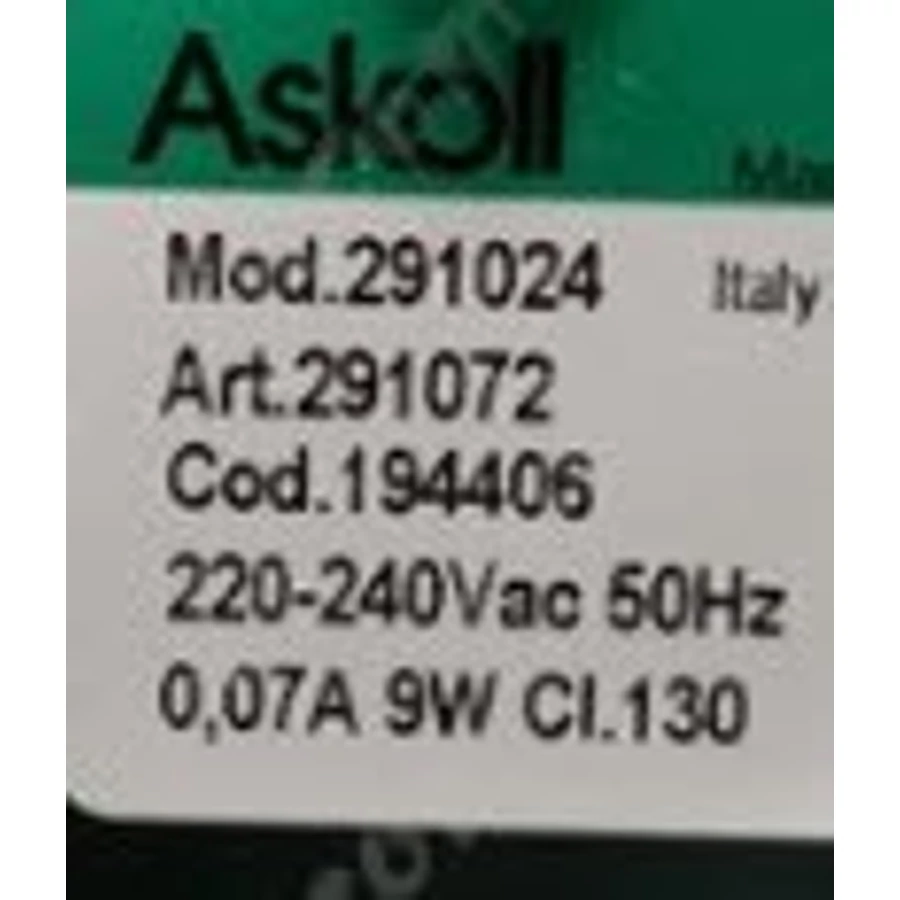 Askoll
Mod.291024
Italy
Art.291072
Cod.194406
220-240Vac 50Hz
0,07A 9W Cl.130